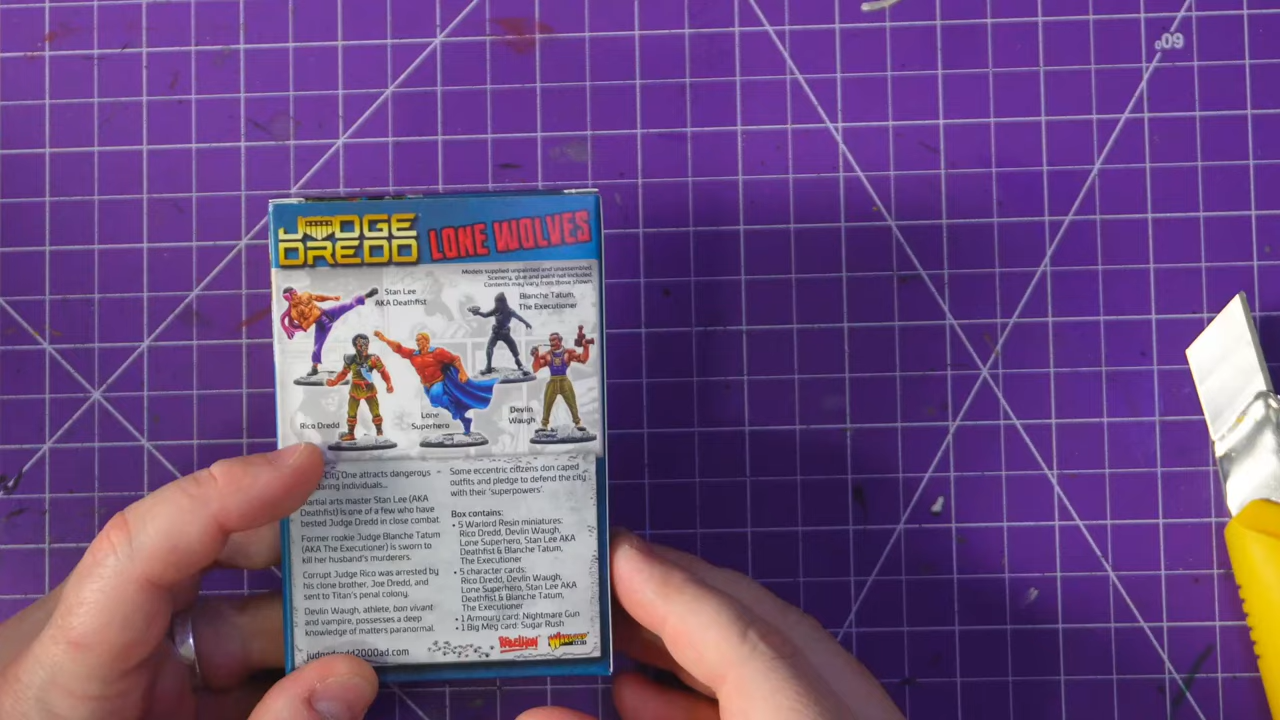 09
JUDGE
DREDD
LONE WOLVES
Models supplied unpainted and unassembled.
Scenery, glue and paint not included.
Contents may vary from those shown.
Stan Lee
AKA Deathfist
Blanche Tatum,
The Executioner
Rico Dredd
Lone
Superhero
Devlin
Waugh
City One attracts dangerous
daring individuals...
Martial arts master Stan Lee (AKA
Deathfist) is one of a few who have
bested Judge Dredd in close combat.
Former rookie Judge Blanche Tatum
(AKA The Executioner) is sworn to
kill her husband's murderers.
Corrupt Judge Rico was arrested by
his clone brother, Joe Dredd, and
sent to Titan's penal colony.
Devlin Waugh, athlete, bon vivant
and vampire, possesses a deep
knowledge of matters paranormal.
judgedredd2000ad.com
Some eccentric citizens don caped
outfits and pledge to defend the city
with their 'superpowers'.
Box contains:
• 5 Warlord Resin miniatures:
Rico Dredd, Devlin Waugh,
Lone Superhero, Stan Lee AKA
Deathfist & Blanche Tatum,
The Executioner
• 5 character cards:
Rico Dredd, Devlin Waugh,
Lone Superhero, Stan Lee AKA
Deathfist & Blanche Tatum,
The Executioner
• 1 Armoury card: Nightmare Gun
• 1 Big Meg card: Sugar Rush
REBELLION
WARLORD